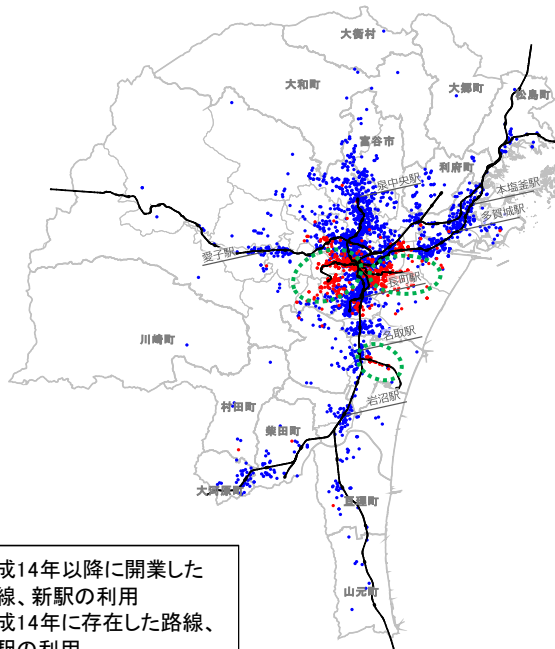 大衡村
大和町
大郷町
松島町
富谷市
利府町
泉中央駅
本塩釜駅
多賀城駅
愛子駅
長町駅
川崎町
名取駅
岩沼駅
村田町
柴田町
大河原町
亘理町
山元町
成14年以降に開業した
線、新駅の利用
成14年に存在した路線、
駅の利用